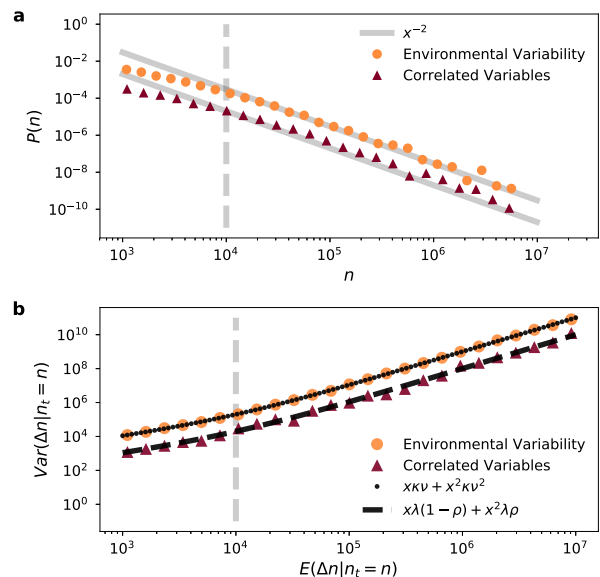 a
10^0
10^−2
10^−4
10^−6
10^−8
10^−10
P(n)
x^−2
Environmental Variability
Correlated Variables
10^3 10^4 10^5 10^6 10^7
n
b
10^10
10^8
10^6
10^4
10^2
10^0
Var(Δn|n_t = n)
Environmental Variability
Correlated Variables
xκν + x^2κν^2
xλ(1 − ρ) + x^2λρ
10^3 10^4 10^5 10^6 10^7
E(Δn|n_t = n)